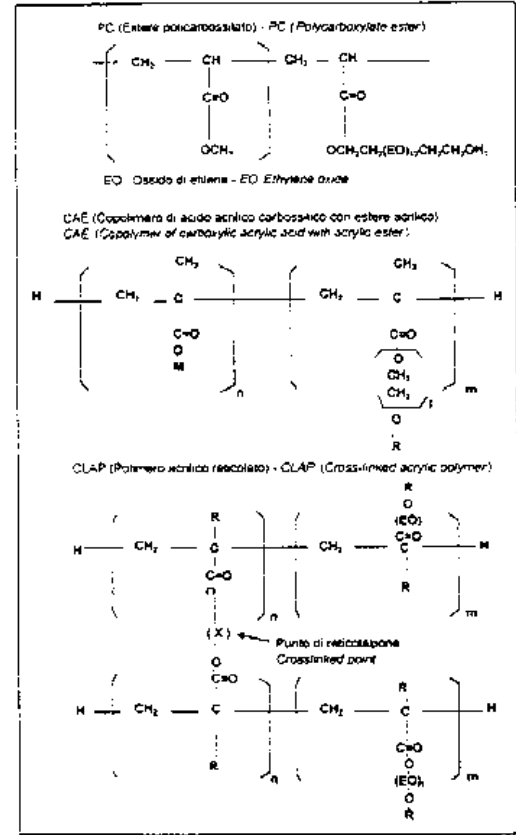 PC (Estere policarbossilato) - PC (Polycarboxylate ester)
CH₂ CH CH₂ CH
C=O C=O
OCH₃ OCH₂CH₂(EO) CH₂CH₂OH
EO Ossido di etilene - EO Ethylene oxide
CAE (Copolimero di acido acrilico carbossilico con estere acrilico)
CAE (Copolymer of carboxylic acrylic acid with acrylic ester)
CH₃ CH₃
H CH₂ C CH₂ C H
C=O C=O
O O
M CH₂
n CH₂ m
O
R
CLAP (Polimero acrilico reticolato) - CLAP (Cross-linked acrylic polymer)
R
O
(EO)
R C=O
H CH₂ C CH₂ C H
C=O R
O
n m
(X) Punto di reticolazione
Crosslinked point
O
C=O R
H CH₂ C CH₂ C H
R C=O
n O m
(EO)n
O
R